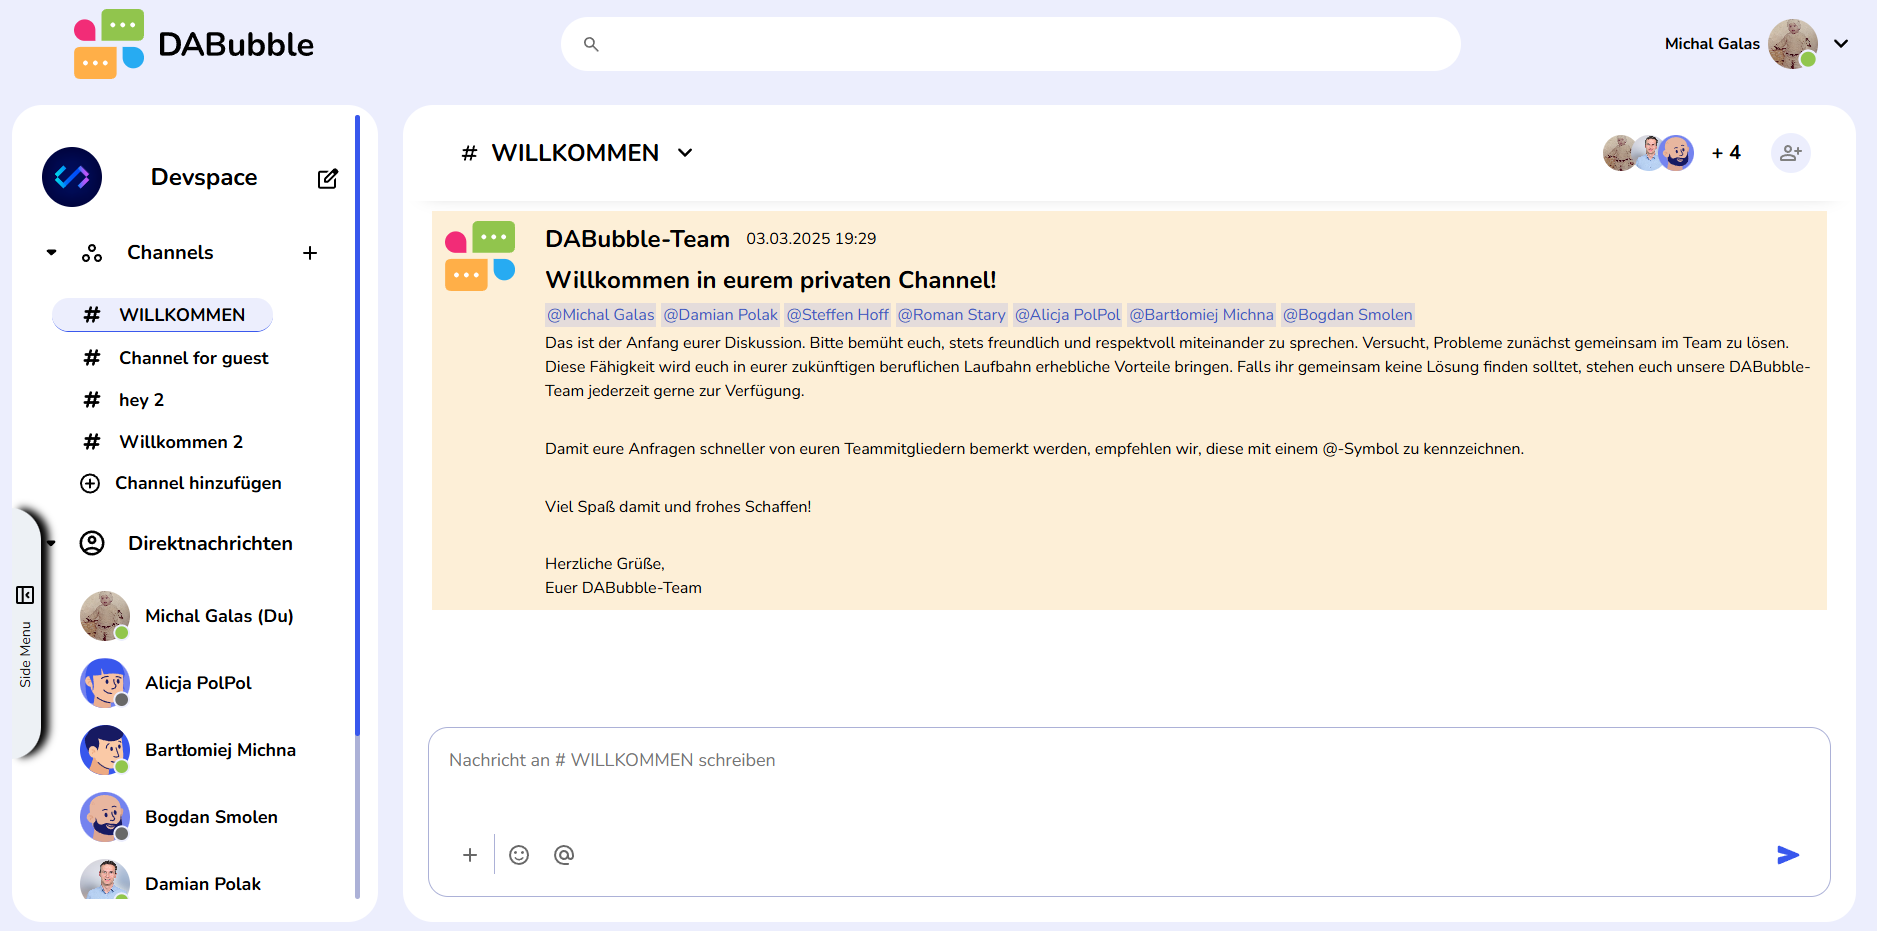 DABubble
Michal Galas
Devspace
Channels
# WILLKOMMEN
# Channel for guest
# hey 2
# Willkommen 2
Channel hinzufügen
Direktnachrichten
Michal Galas (Du)
Alicja PolPol
Bartłomiej Michna
Bogdan Smolen
Damian Polak
Side Menu
# WILLKOMMEN
+ 4
DABubble-Team 03.03.2025 19:29
Willkommen in eurem privaten Channel!
@Michal Galas @Damian Polak @Steffen Hoff @Roman Stary @Alicja PolPol @Bartłomiej Michna @Bogdan Smolen
Das ist der Anfang eurer Diskussion. Bitte bemüht euch, stets freundlich und respektvoll miteinander zu sprechen. Versucht, Probleme zunächst gemeinsam im Team zu lösen.
Diese Fähigkeit wird euch in eurer zukünftigen beruflichen Laufbahn erhebliche Vorteile bringen. Falls ihr gemeinsam keine Lösung finden solltet, stehen euch unsere DABubble-
Team jederzeit gerne zur Verfügung.
Damit eure Anfragen schneller von euren Teammitgliedern bemerkt werden, empfehlen wir, diese mit einem @-Symbol zu kennzeichnen.
Viel Spaß damit und frohes Schaffen!
Herzliche Grüße,
Euer DABubble-Team
Nachricht an # WILLKOMMEN schreiben